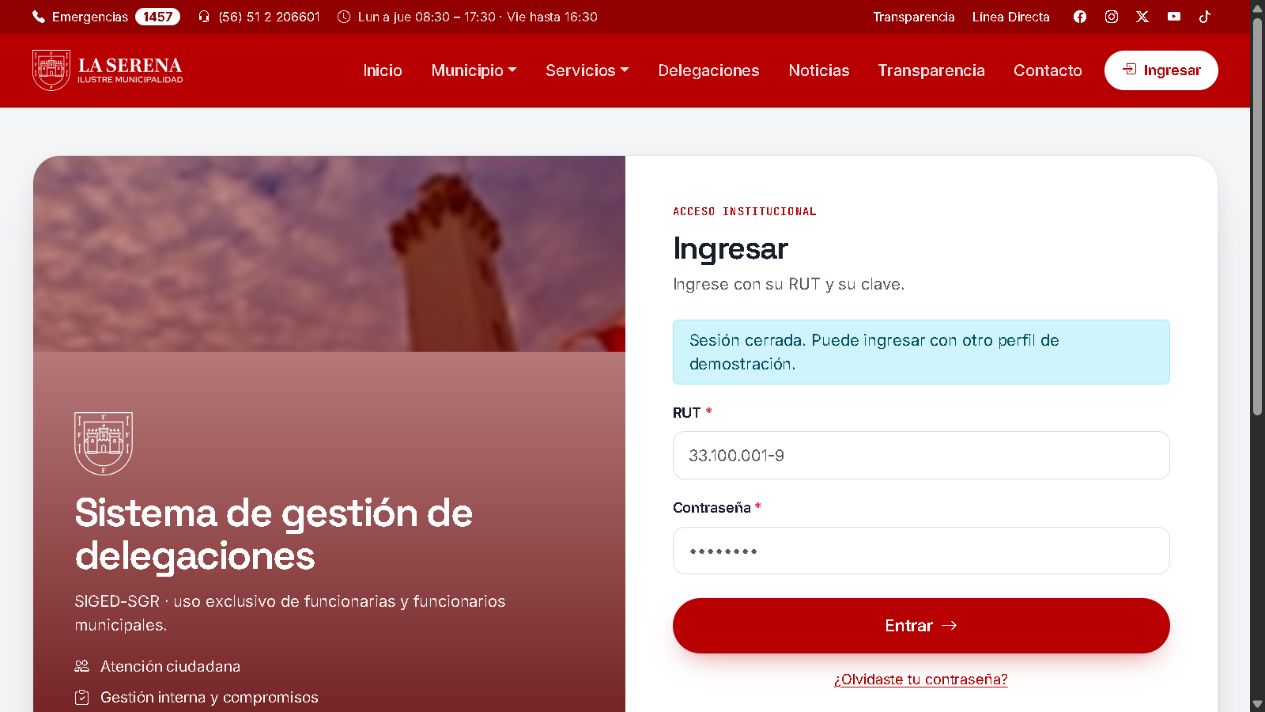 Emergencias 1457 (56) 51 2 206601 Lun a jue 08:30 – 17:30 · Vie hasta 16:30 Transparencia Línea Directa
LA SERENA
ILUSTRE MUNICIPALIDAD
Inicio Municipio Servicios Delegaciones Noticias Transparencia Contacto Ingresar
ACCESO INSTITUCIONAL
Ingresar
Ingrese con su RUT y su clave.
Sesión cerrada. Puede ingresar con otro perfil de
demostración.
RUT *
33.100.001-9
Contraseña *
••••••••
Entrar →
¿Olvidaste tu contraseña?
Sistema de gestión de
delegaciones
SIGED-SGR · uso exclusivo de funcionarias y funcionarios
municipales.
Atención ciudadana
Gestión interna y compromisos